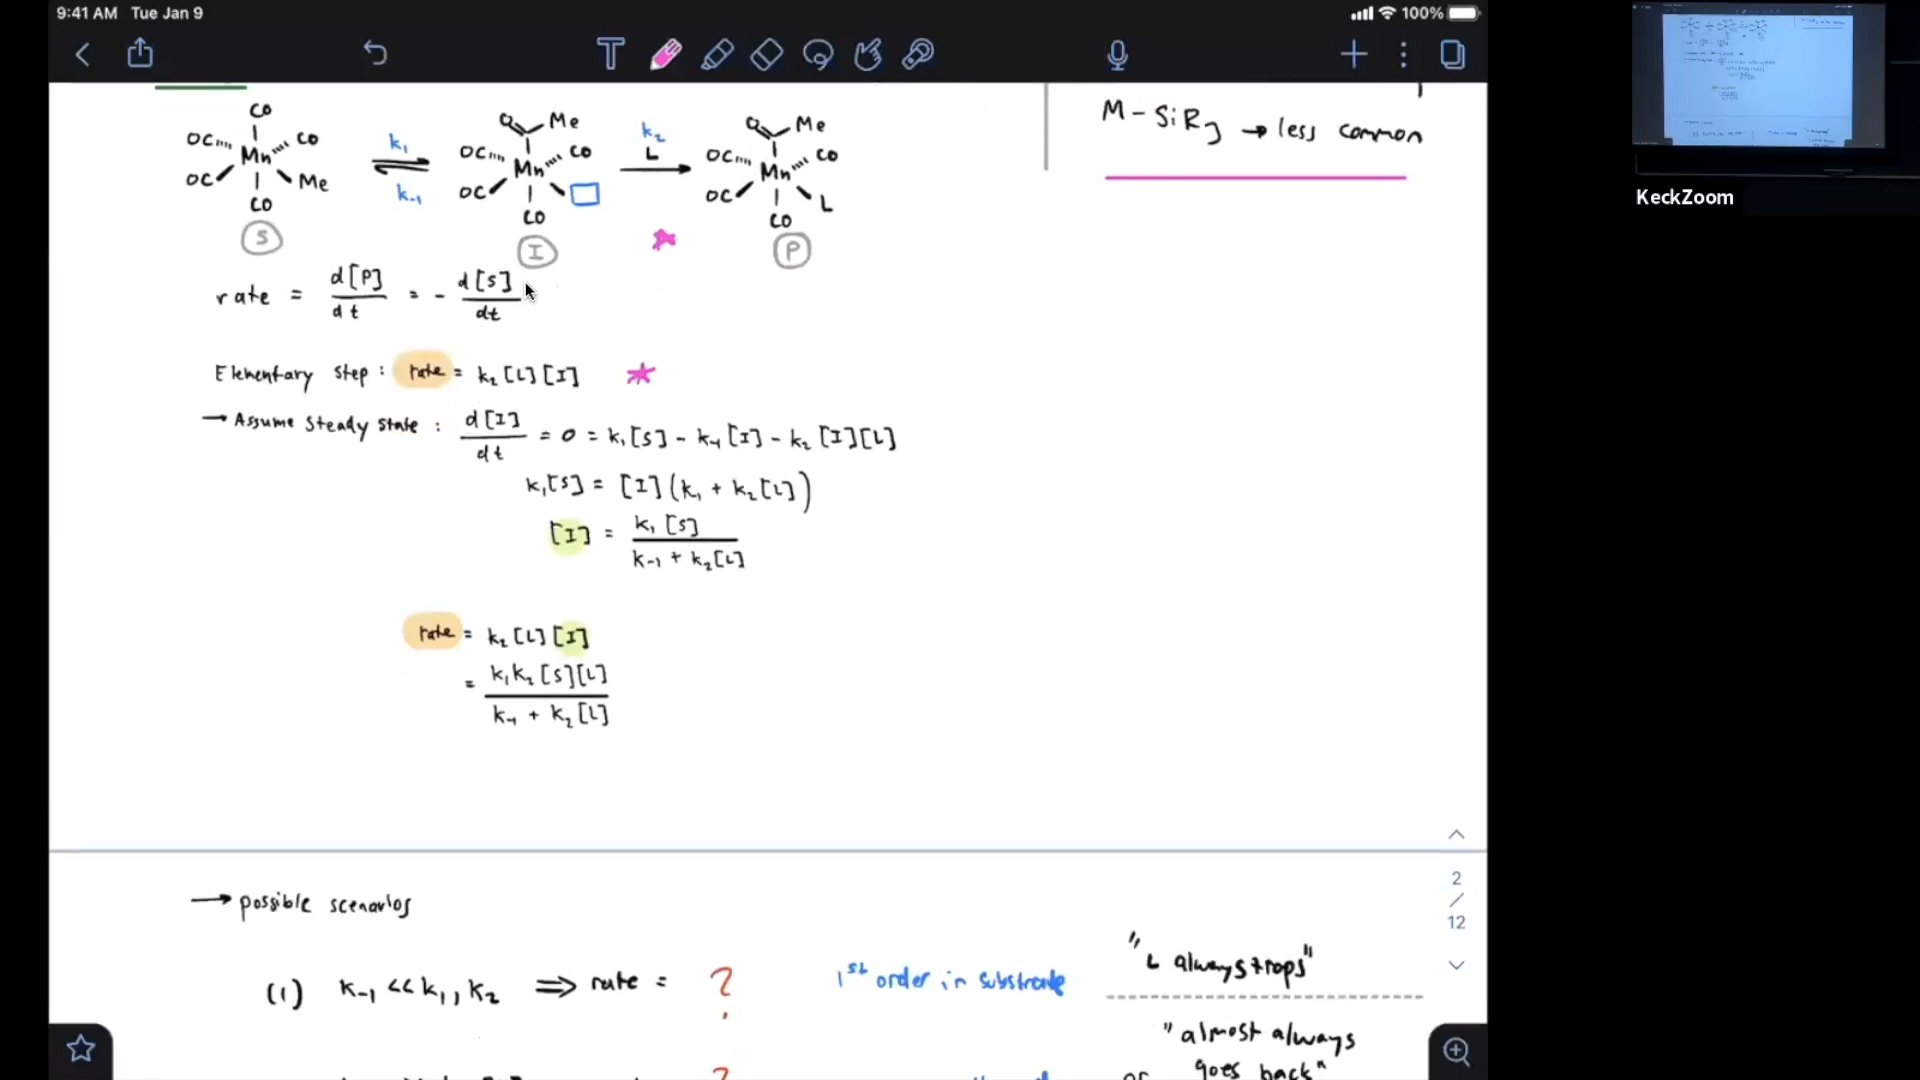 9:41 AM Tue Jan 9
100%
M - SiR3 → less common
KeckZoom
CO
OC Mn CO
OC Me
CO
S
k1
k-1
O Me
OC Mn CO
OC
CO
I
k2
L
O Me
OC Mn CO
OC L
CO
P
rate = d[P]/dt = - d[S]/dt
Elementary step : rate = k2 [L][I]
→ Assume Steady State : d[I]/dt = 0 = k1[S] - k-1[I] - k2[I][L]
k1[S] = [I](k-1 + k2[L])
[I] = k1[S] / k-1 + k2[L]
rate = k2[L][I]
= k1k2[S][L] / k-1 + k2[L]
2
/
12
→ possible scenarios
(1) k-1 << k1, k2 ⇒ rate = ? 1st order in substrate
"L always traps"
"almost always
goes back"
? or